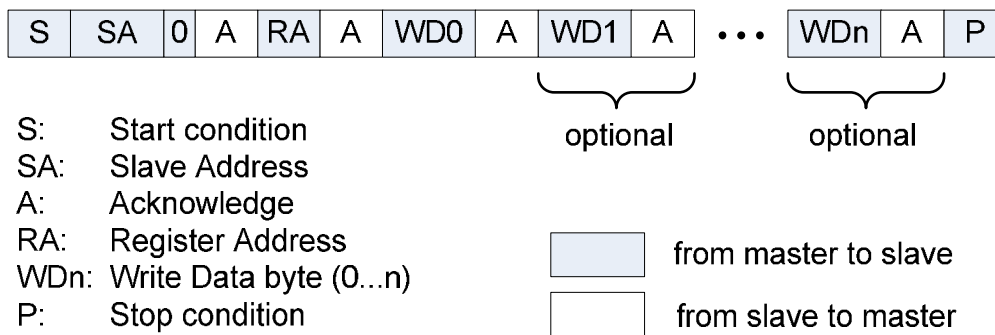 S SA 0 A RA A WD0 A WD1 A ••• WDn A P
optional optional
S: Start condition
SA: Slave Address
A: Acknowledge
RA: Register Address
WDn: Write Data byte (0...n)
P: Stop condition
from master to slave
from slave to master